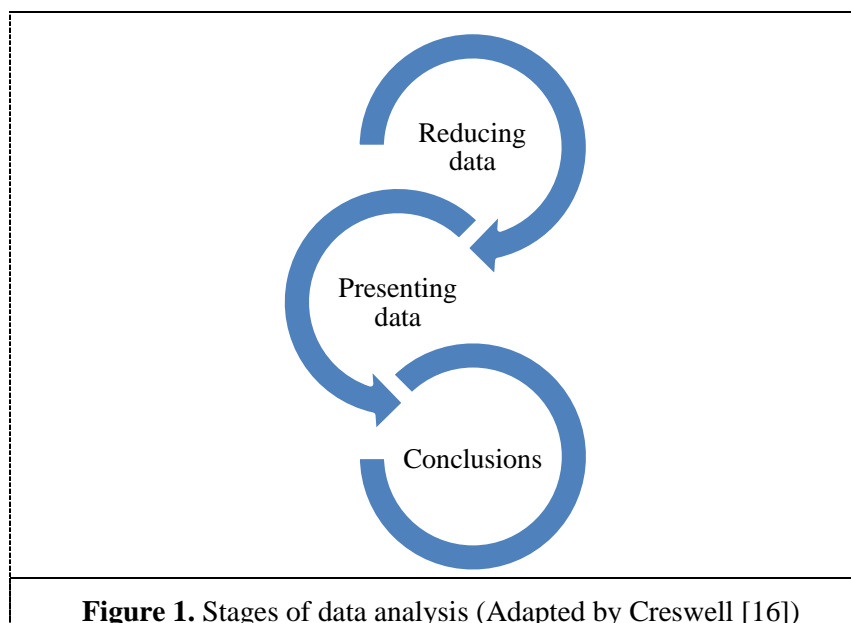 Reducing
data
Presenting
data
Conclusions
Figure 1. Stages of data analysis (Adapted by Creswell [16])